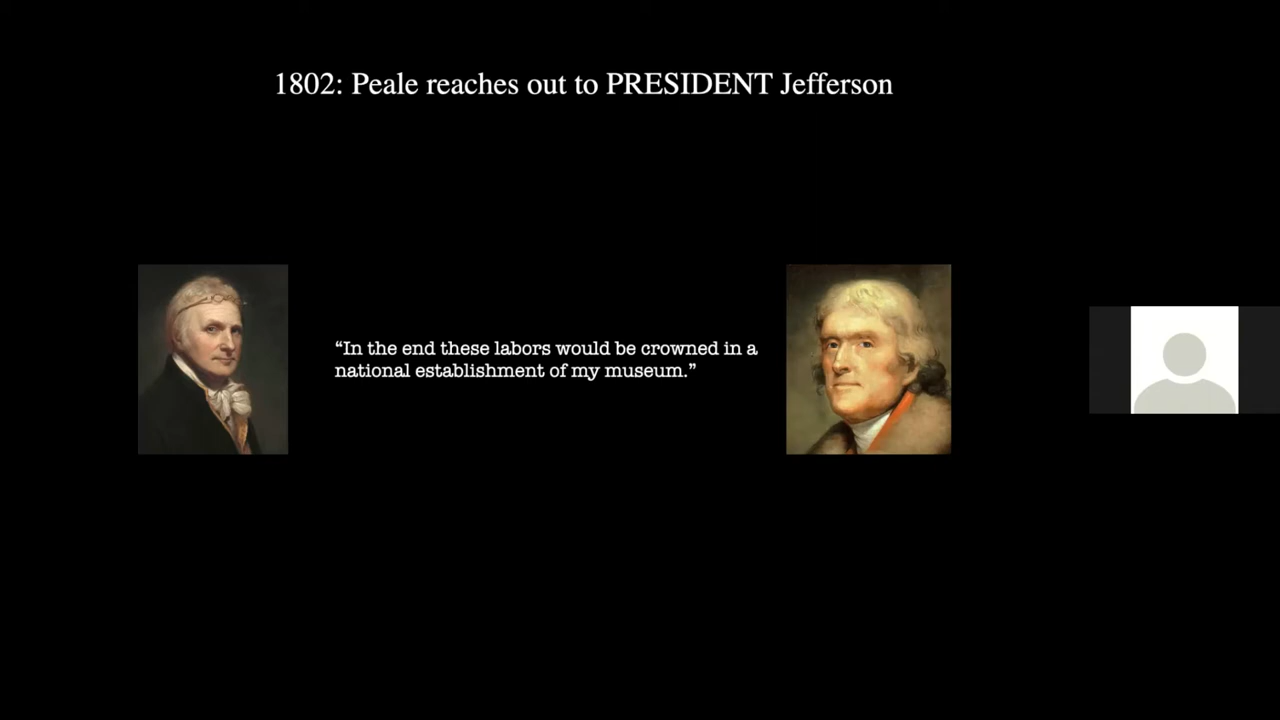 1802: Peale reaches out to PRESIDENT Jefferson
“In the end these labors would be crowned in a
national establishment of my museum.”